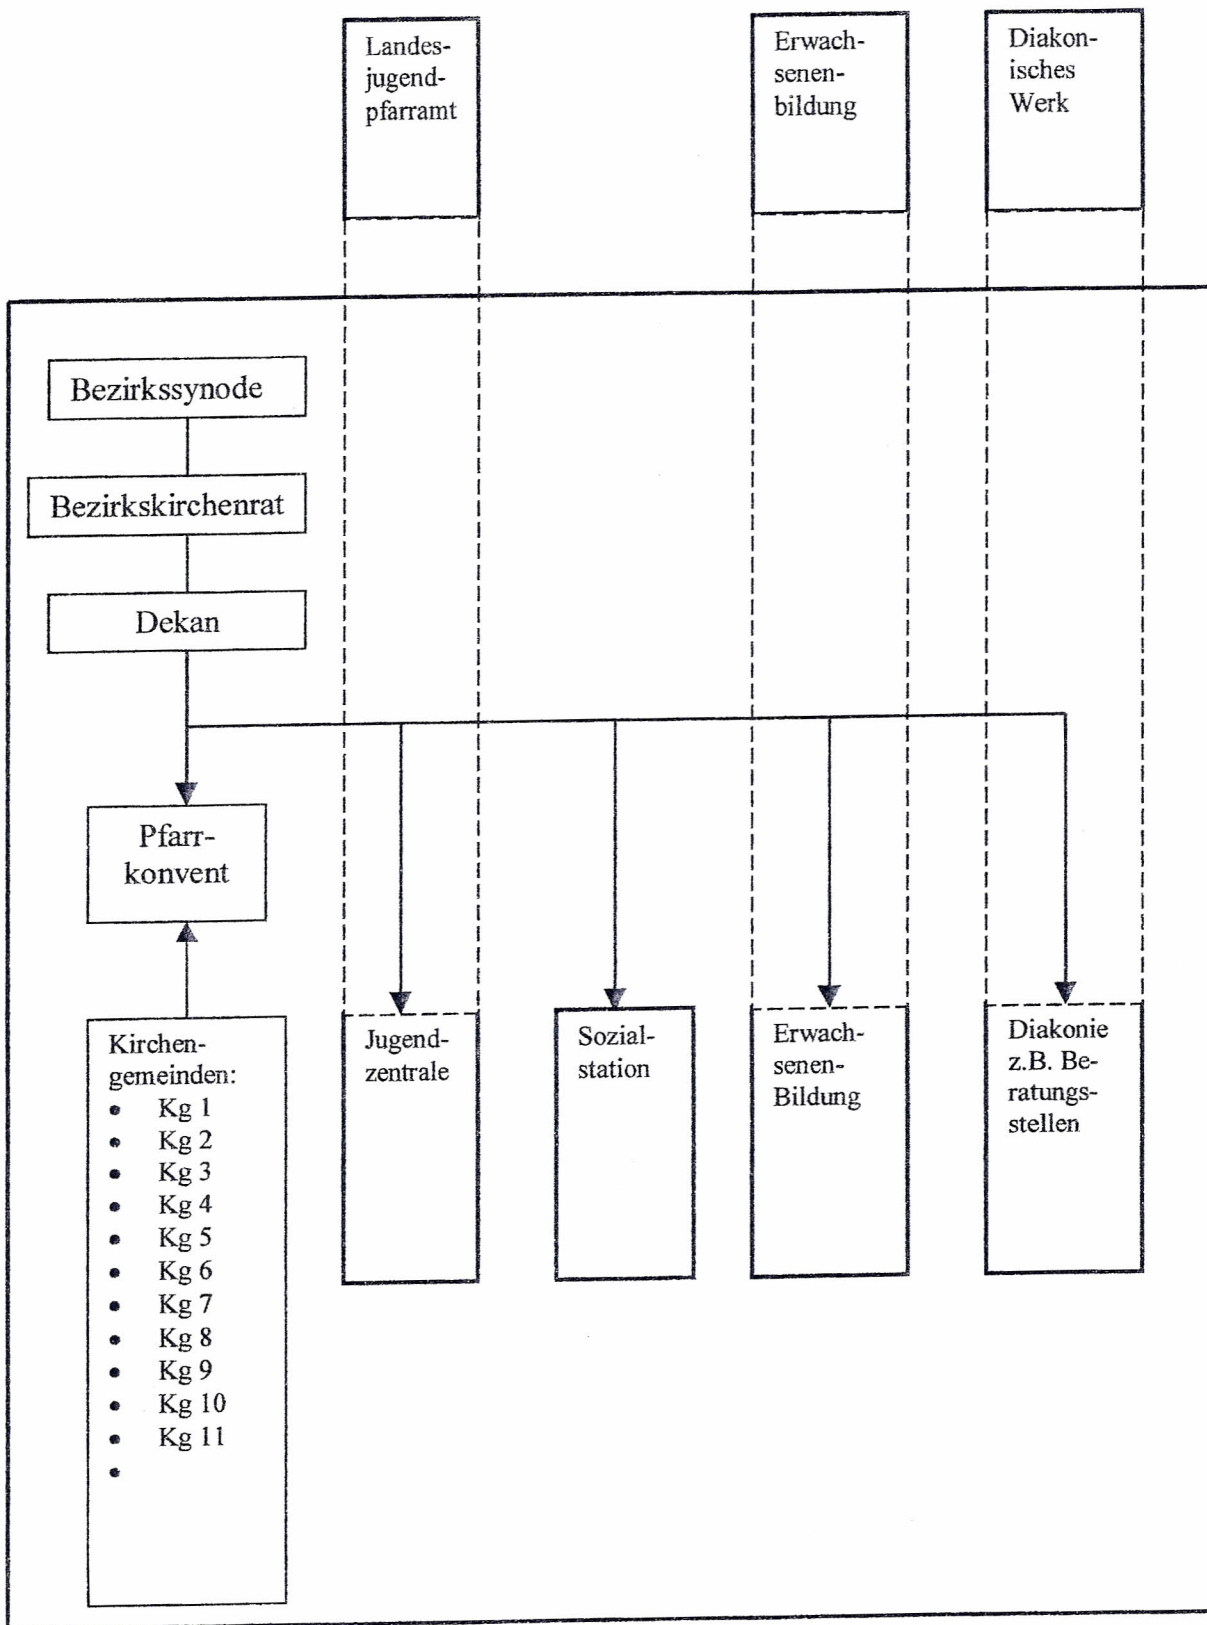 Landes-
jugend-
pfarramt
Erwach-
senen-
bildung
Diakon-
isches
Werk
Bezirkssynode
Bezirkskirchenrat
Dekan
Pfarr-
konvent
Kirchen-
gemeinden:
• Kg 1
• Kg 2
• Kg 3
• Kg 4
• Kg 5
• Kg 6
• Kg 7
• Kg 8
• Kg 9
• Kg 10
• Kg 11
•
Jugend-
zentrale
Sozial-
station
Erwach-
senen-
Bildung
Diakonie
z.B. Be-
ratungs-
stellen